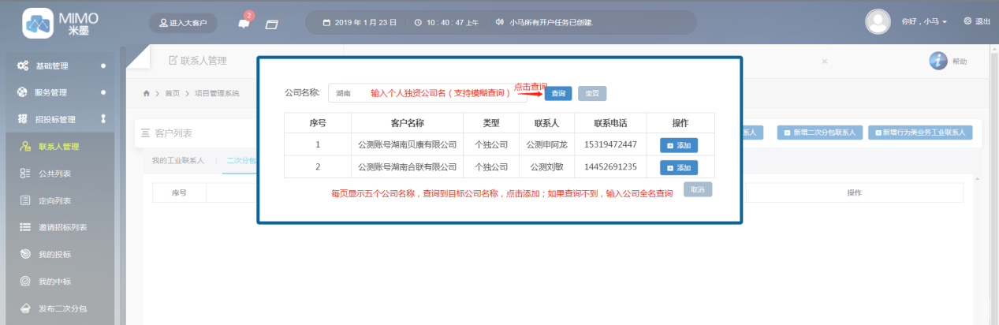 MIMO
米墨
进入大客户
2
2019 年 1 月 23 日
10 : 40 : 47 上午
小马所有开户任务已创建.
你好，小马
退出
基础管理
服务管理
招投标管理
联系人管理
公共列表
定向列表
邀请招标列表
我的投标
我的中标
发布二次分包
联系人管理
帮助
首页 > 项目管理系统
客户列表
系人
新增二次分包联系人
新增行为类业务工业联系人
我的工业联系人
二次分包
序号
操作
公司名称:
湖南
输入个人独资公司名（支持模糊查询）
点击查询
查询
重置
序号 客户名称 类型 联系人 联系电话 操作
1 公测账号湖南贝康有限公司 个独公司 公测申阿龙 15319472447 添加
2 公测账号湖南合联有限公司 个独公司 公测刘敏 14452691235 添加
每页显示五个公司名称，查询到目标公司名称，点击添加；如果查询不到，输入公司全名查询
取消